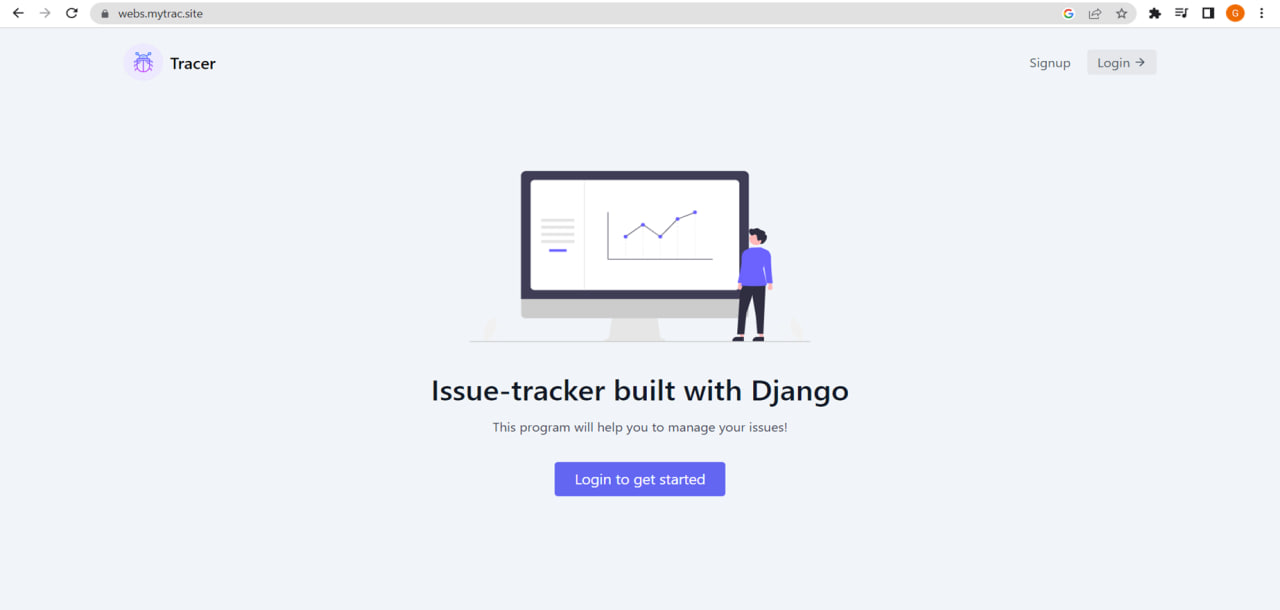 webs.mytrac.site
G
Tracer
Signup
Login →
Issue-tracker built with Django
This program will help you to manage your issues!
Login to get started